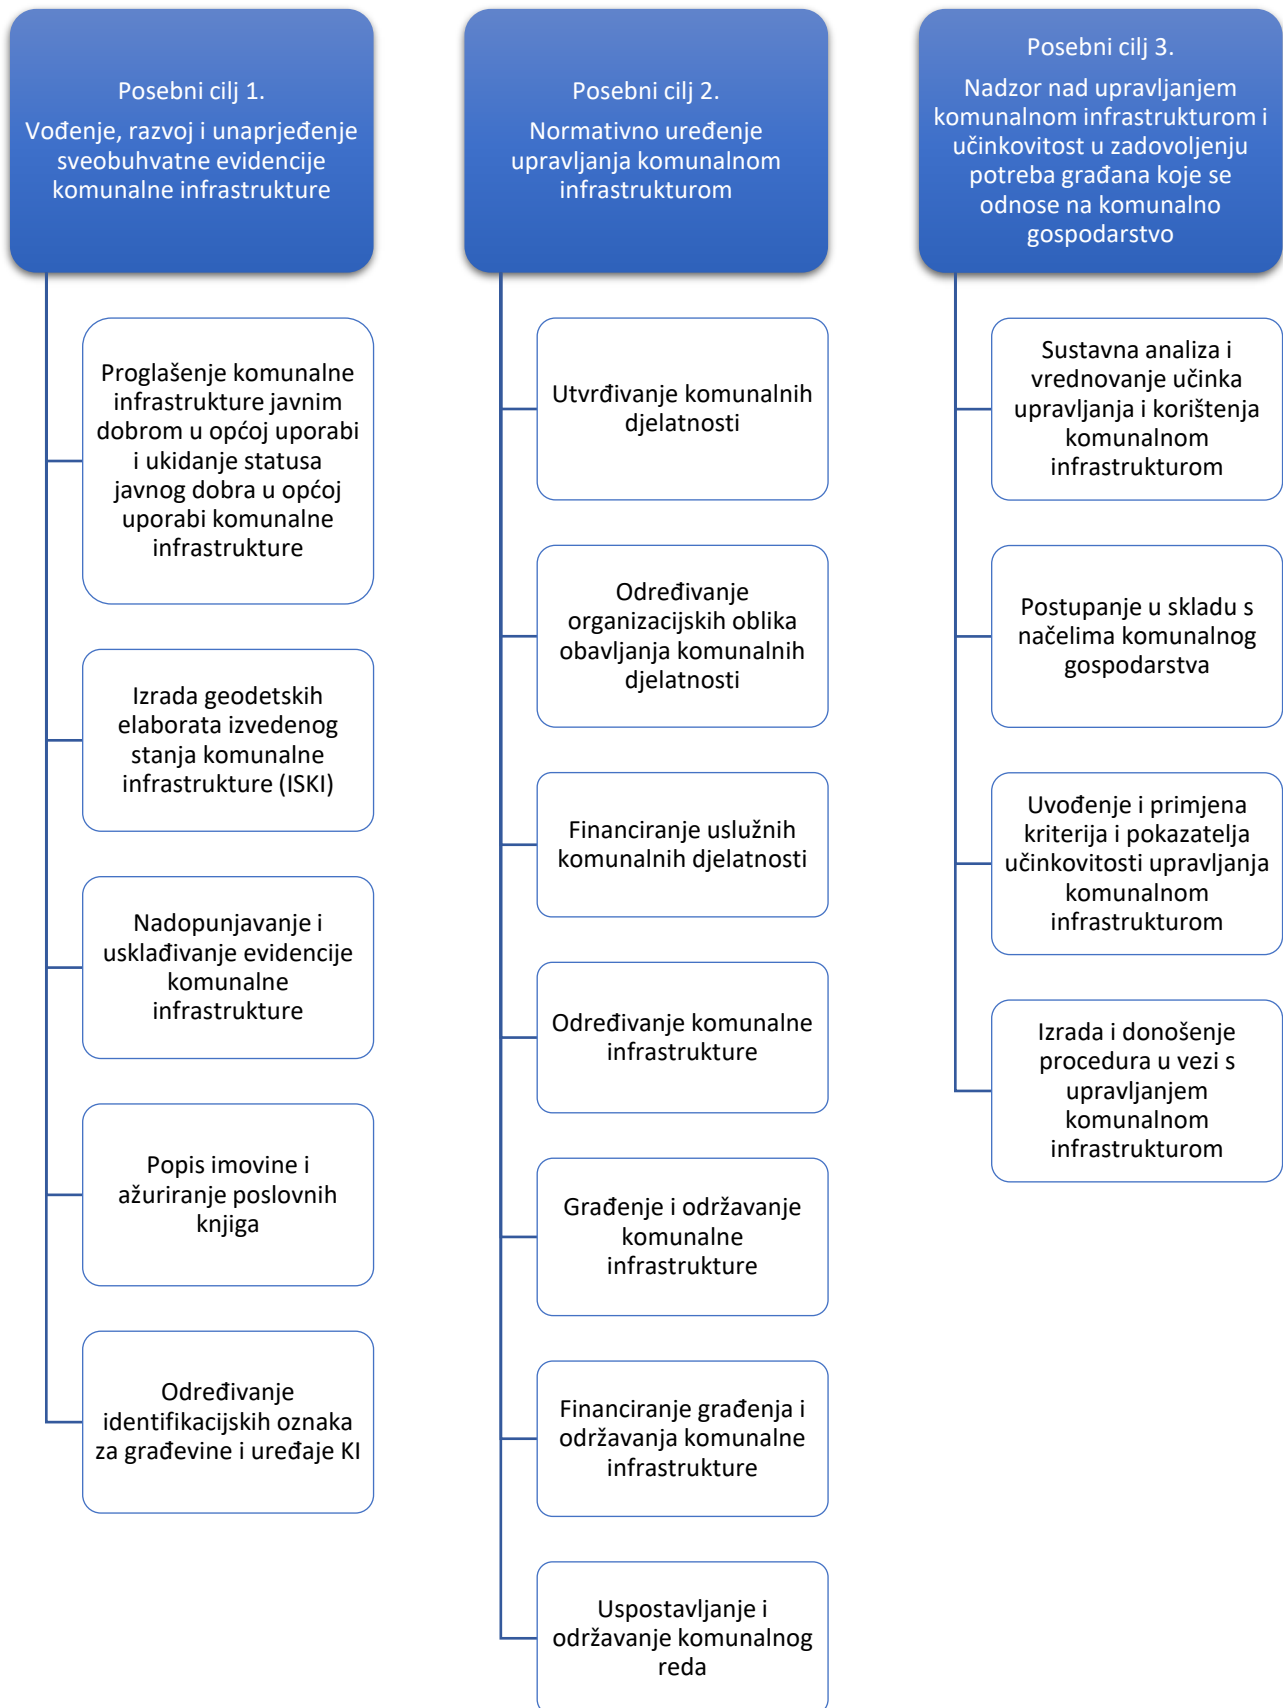 Posebni cilj 1.
Vođenje, razvoj i unaprjeđenje
sveobuhvatne evidencije
komunalne infrastrukture
Proglašenje komunalne
infrastrukture javnim
dobrom u općoj uporabi
i ukidanje statusa
javnog dobra u općoj
uporabi komunalne
infrastrukture
Izrada geodetskih
elaborata izvedenog
stanja komunalne
infrastrukture (ISKI)
Nadopunjavanje i
usklađivanje evidencije
komunalne
infrastrukture
Popis imovine i
ažuriranje poslovnih
knjiga
Određivanje
identifikacijskih oznaka
za građevine i uređaje KI
Posebni cilj 2.
Normativno uređenje
upravljanja komunalnom
infrastrukturom
Utvrđivanje komunalnih
djelatnosti
Određivanje
organizacijskih oblika
obavljanja komunalnih
djelatnosti
Financiranje uslužnih
komunalnih djelatnosti
Određivanje komunalne
infrastrukture
Građenje i održavanje
komunalne
infrastrukture
Financiranje građenja i
održavanja komunalne
infrastrukture
Uspostavljanje i
održavanje komunalnog
reda
Posebni cilj 3.
Nadzor nad upravljanjem
komunalnom infrastrukturom i
učinkovitost u zadovoljenju
potreba građana koje se
odnose na komunalno
gospodarstvo
Sustavna analiza i
vrednovanje učinka
upravljanja i korištenja
komunalnom
infrastrukturom
Postupanje u skladu s
načelima komunalnog
gospodarstva
Uvođenje i primjena
kriterija i pokazatelja
učinkovitosti upravljanja
komunalnom
infrastrukturom
Izrada i donošenje
procedura u vezi s
upravljanjem
komunalnom
infrastrukturom